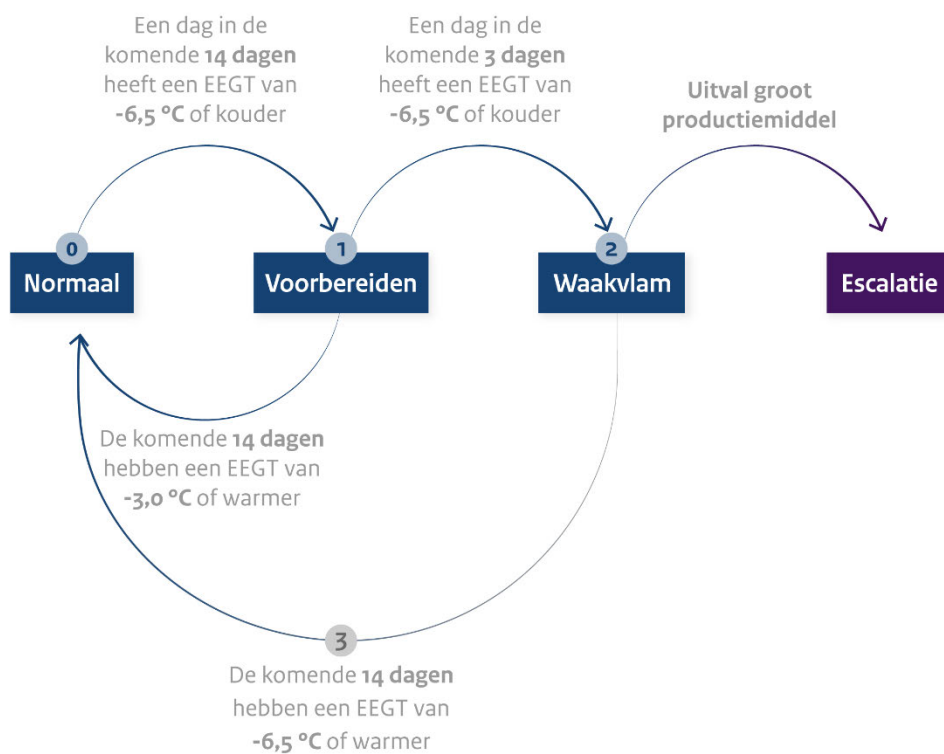 Een dag in de
komende 14 dagen
heeft een EEGT van
-6,5 °C of kouder
Een dag in de
komende 3 dagen
heeft een EEGT van
-6,5 °C of kouder
Uitval groot
productiemiddel
0
Normaal
1
Voorbereiden
2
Waakvlam
Escalatie
De komende 14 dagen
hebben een EEGT van
-3,0 °C of warmer
3
De komende 14 dagen
hebben een EEGT van
-6,5 °C of warmer